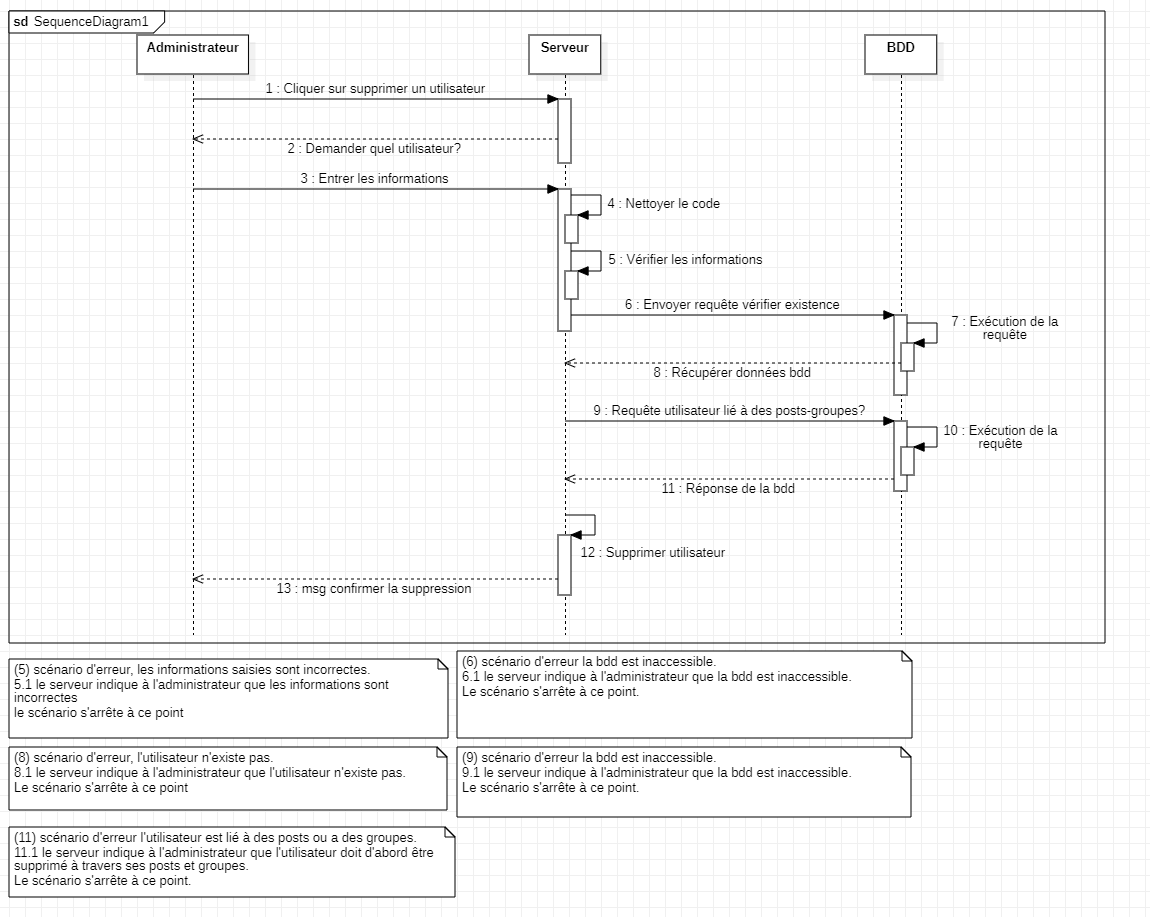 sd SequenceDiagram1
Administrateur
Serveur
BDD
1 : Cliquer sur supprimer un utilisateur
2 : Demander quel utilisateur?
3 : Entrer les informations
4 : Nettoyer le code
5 : Vérifier les informations
6 : Envoyer requête vérifier existence
7 : Exécution de la
requête
8 : Récupérer données bdd
9 : Requête utilisateur lié à des posts-groupes?
10 : Exécution de la
requête
11 : Réponse de la bdd
12 : Supprimer utilisateur
13 : msg confirmer la suppression
(5) scénario d'erreur, les informations saisies sont incorrectes.
5.1 le serveur indique à l'administrateur que les informations sont
incorrectes
le scénario s'arrête à ce point
(6) scénario d'erreur la bdd est inaccessible.
6.1 le serveur indique à l'administrateur que la bdd est inaccessible.
Le scénario s'arrête à ce point.
(8) scénario d'erreur, l'utilisateur n'existe pas.
8.1 le serveur indique à l'administrateur que l'utilisateur n'existe pas.
Le scénario s'arrête à ce point
(9) scénario d'erreur la bdd est inaccessible.
9.1 le serveur indique à l'administrateur que la bdd est inaccessible.
Le scénario s'arrête à ce point.
(11) scénario d'erreur l'utilisateur est lié à des posts ou a des groupes.
11.1 le serveur indique à l'administrateur que l'utilisateur doit d'abord être
supprimé à travers ses posts et groupes.
Le scénario s'arrête à ce point.